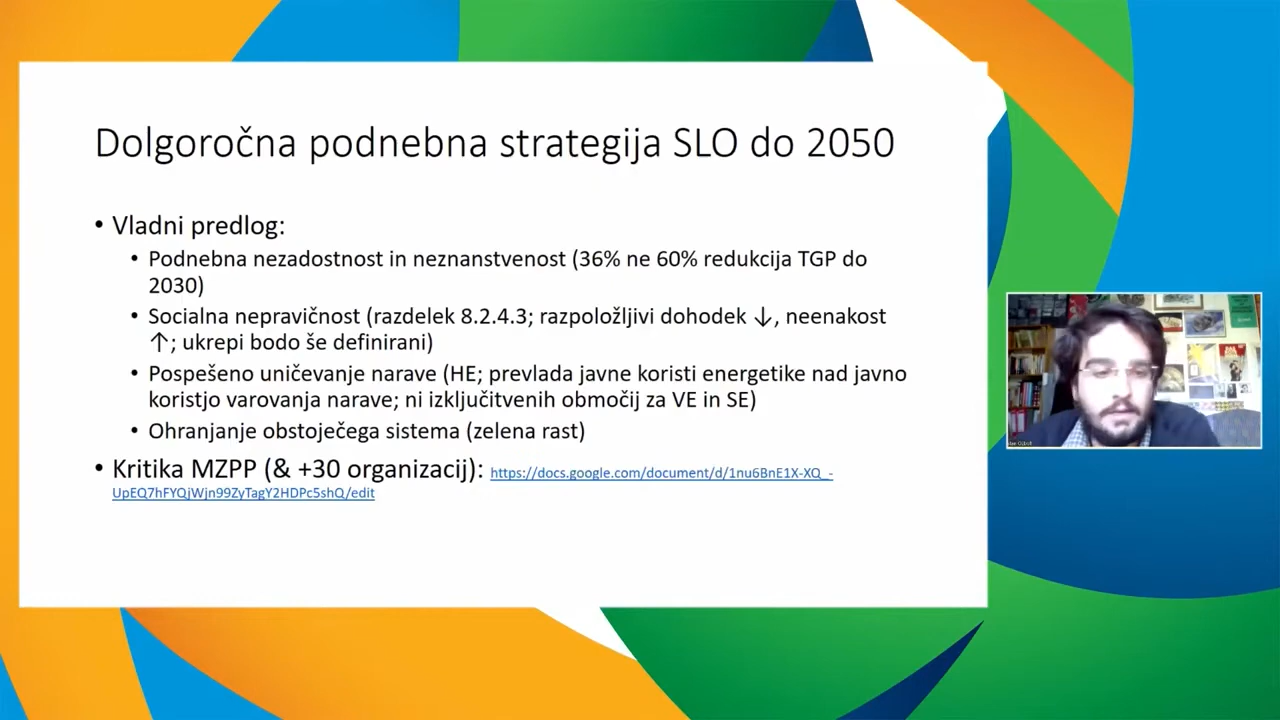 Dolgoročna podnebna strategija SLO do 2050
• Vladni predlog:
• Podnebna nezadostnost in neznanstvenost (36% ne 60% redukcija TGP do
2030)
• Socialna nepravičnost (razdelek 8.2.4.3; razpoložljivi dohodek ↓, neenakost
↑; ukrepi bodo še definirani)
• Pospešeno uničevanje narave (HE; prevlada javne koristi energetike nad javno
koristjo varovanja narave; ni izključitvenih območij za VE in SE)
• Ohranjanje obstoječega sistema (zelena rast)
• Kritika MZPP (& +30 organizacij): https://docs.google.com/document/d/1nu6BnE1X-XQ_-
UpEQ7hFYQjWjn99ZyTagY2HDPc5shQ/edit